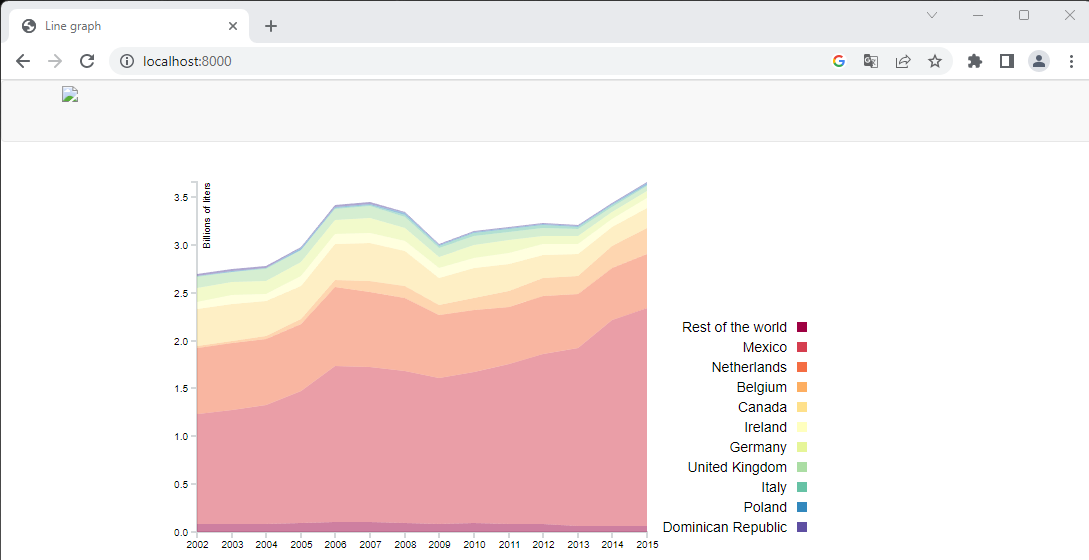 Line graph
localhost:8000
Billions of liters
3.5
3.0
2.5
2.0
1.5
1.0
0.5
0.0
2002 2003 2004 2005 2006 2007 2008 2009 2010 2011 2012 2013 2014 2015
Rest of the world
Mexico
Netherlands
Belgium
Canada
Ireland
Germany
United Kingdom
Italy
Poland
Dominican Republic